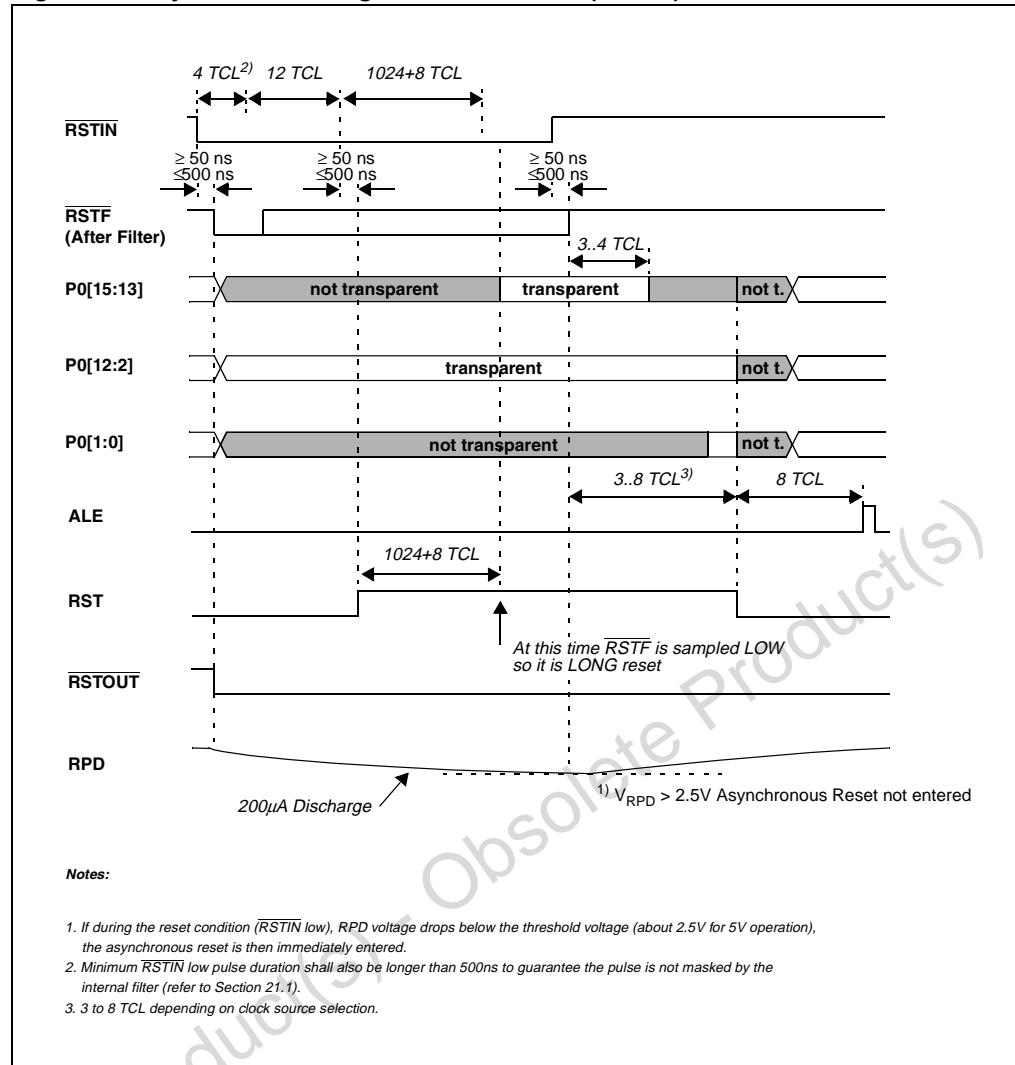 4 TCL2) 12 TCL 1024+8 TCL
RSTIN
≥ 50 ns ≥ 50 ns ≥ 50 ns
≤500 ns ≤500 ns ≤500 ns
RSTF
(After Filter)
3..4 TCL
P0[15:13] not transparent transparent not t.
P0[12:2] transparent not t.
P0[1:0] not transparent not t.
3..8 TCL3) 8 TCL
ALE
1024+8 TCL
RST
At this time RSTF is sampled LOW
so it is LONG reset
RSTOUT
RPD
200µA Discharge
1) VRPD > 2.5V Asynchronous Reset not entered
Notes:
1. If during the reset condition (RSTIN low), RPD voltage drops below the threshold voltage (about 2.5V for 5V operation),
the asynchronous reset is then immediately entered.
2. Minimum RSTIN low pulse duration shall also be longer than 500ns to guarantee the pulse is not masked by the
internal filter (refer to Section 21.1).
3. 3 to 8 TCL depending on clock source selection.
duct(s) - Obsolete Product(s)